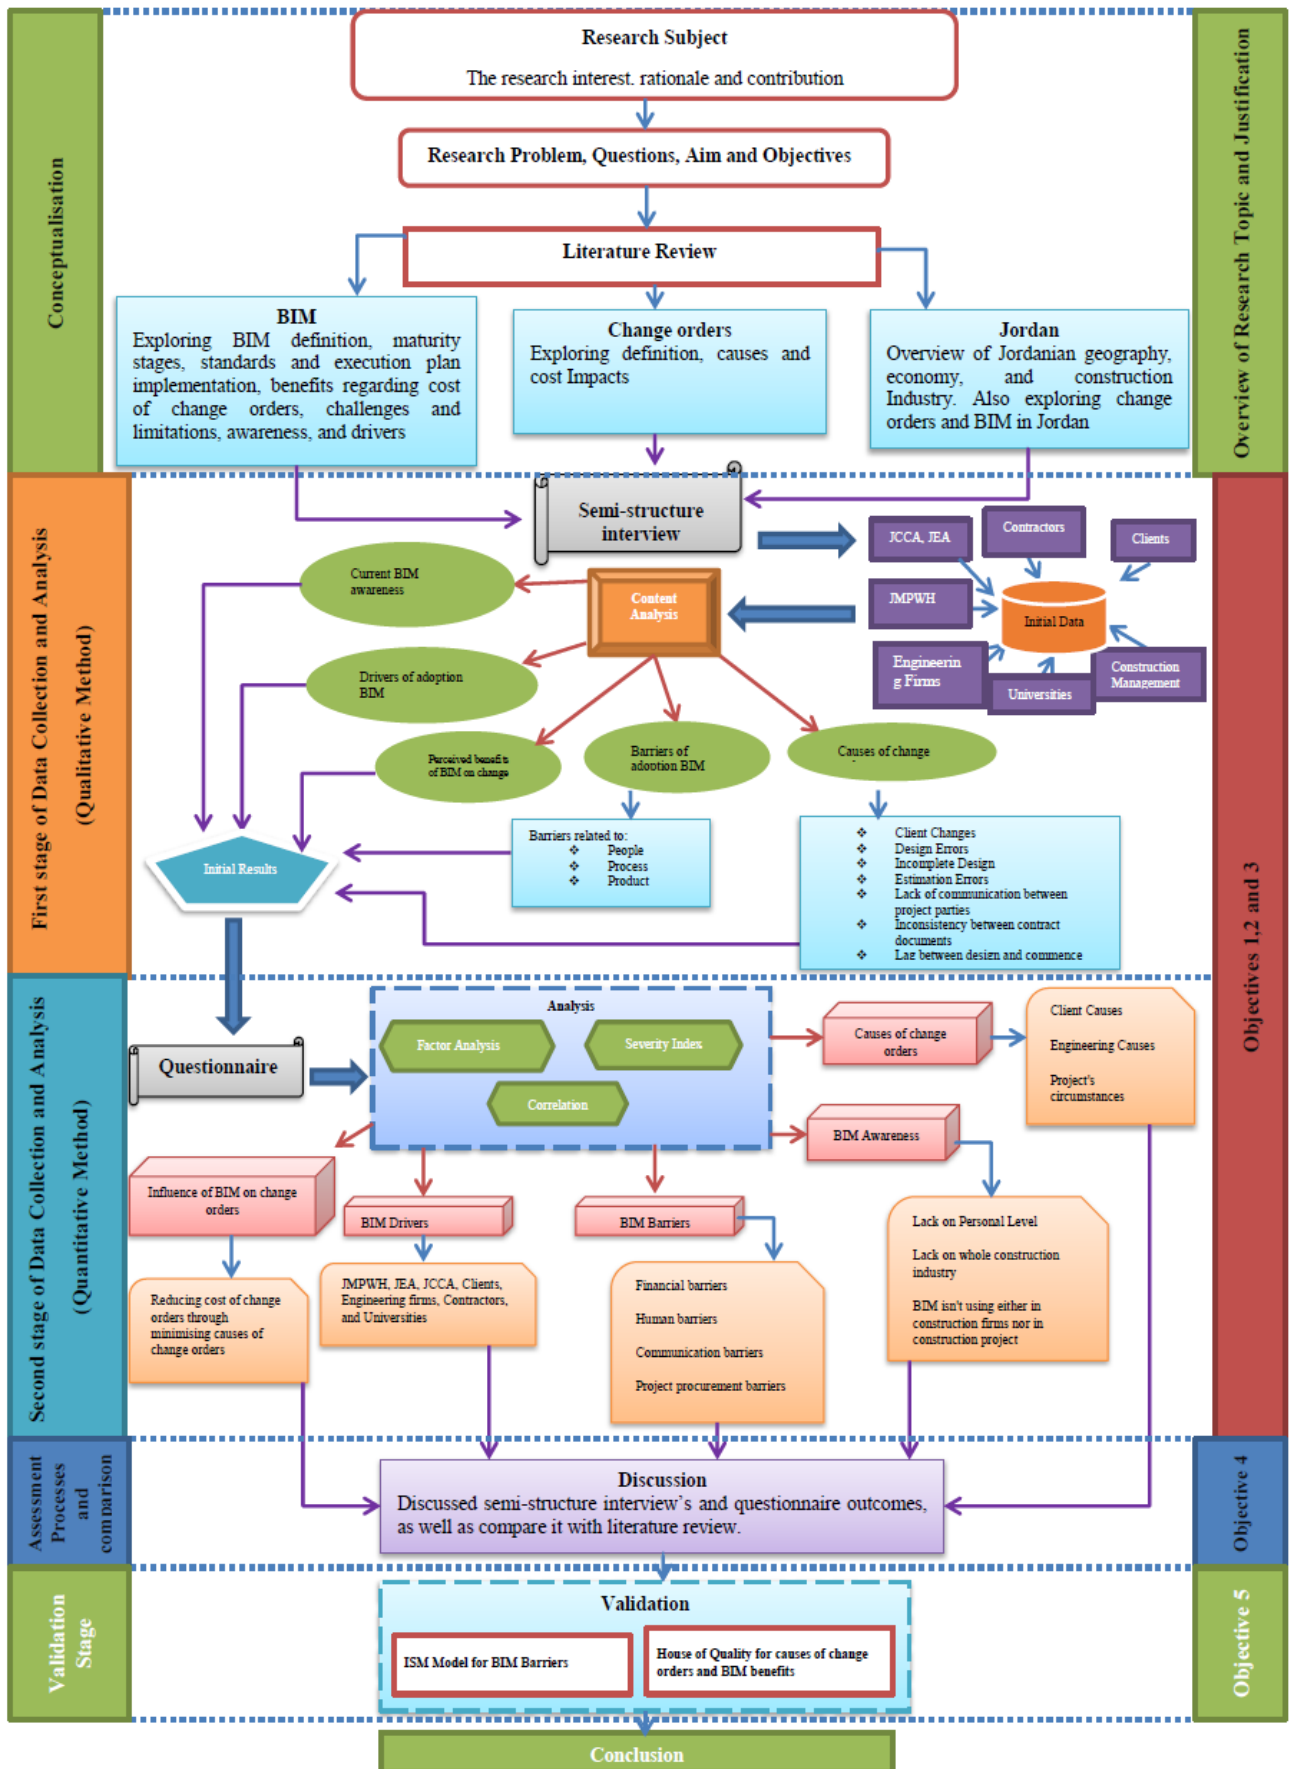 Research Subject
The research interest. rationale and contribution
Research Problem, Questions, Aim and Objectives
Literature Review
Conceptualisation
Overview of Research Topic and Justification
BIM
Exploring BIM definition, maturity
stages, standards and execution plan
implementation, benefits regarding cost
of change orders, challenges and
limitations, awareness, and drivers
Change orders
Exploring definition, causes and
cost Impacts
Jordan
Overview of Jordanian geography,
economy, and construction
Industry. Also exploring change
orders and BIM in Jordan
First stage of Data Collection and Analysis
(Qualitative Method)
Objectives 1,2 and 3
Semi-structure
interview
JCCA, JEA
Contractors
Clients
JMPWH
Initial Data
Engineerin
g Firms
Universities
Construction
Management
Content
Analysis
Current BIM
awareness
Drivers of adoption
BIM
Perceived benefits
of BIM on change
Barriers of
adoption BIM
Causes of change
Initial Results
Barriers related to:
❖ People
❖ Process
❖ Product
❖ Client Changes
❖ Design Errors
❖ Incomplete Design
❖ Estimation Errors
❖ Lack of communication between
project parties
❖ Inconsistency between contract
documents
❖ Lag between design and commence
Second stage of Data Collection and Analysis
(Quantitative Method)
Questionnaire
Analysis
Factor Analysis
Severity Index
Correlation
Causes of change
orders
Client Causes
Engineering Causes
Project's
circumstances
BIM Awareness
Influence of BIM on change
orders
BIM Drivers
BIM Barriers
Reducing cost of change
orders through
minimising causes of
change orders
JMPWH, JEA, JCCA, Clients,
Engineering firms, Contractors,
and Universities
Financial barriers
Human barriers
Communication barriers
Project procurement barriers
Lack on Personal Level
Lack on whole construction
industry
BIM isn't using either in
construction firms nor in
construction project
Assessment
Processes
and
comparison
Objective 4
Discussion
Discussed semi-structure interview's and questionnaire outcomes,
as well as compare it with literature review.
Validation
Stage
Objective 5
Validation
ISM Model for BIM Barriers
House of Quality for causes of change
orders and BIM benefits
Conclusion